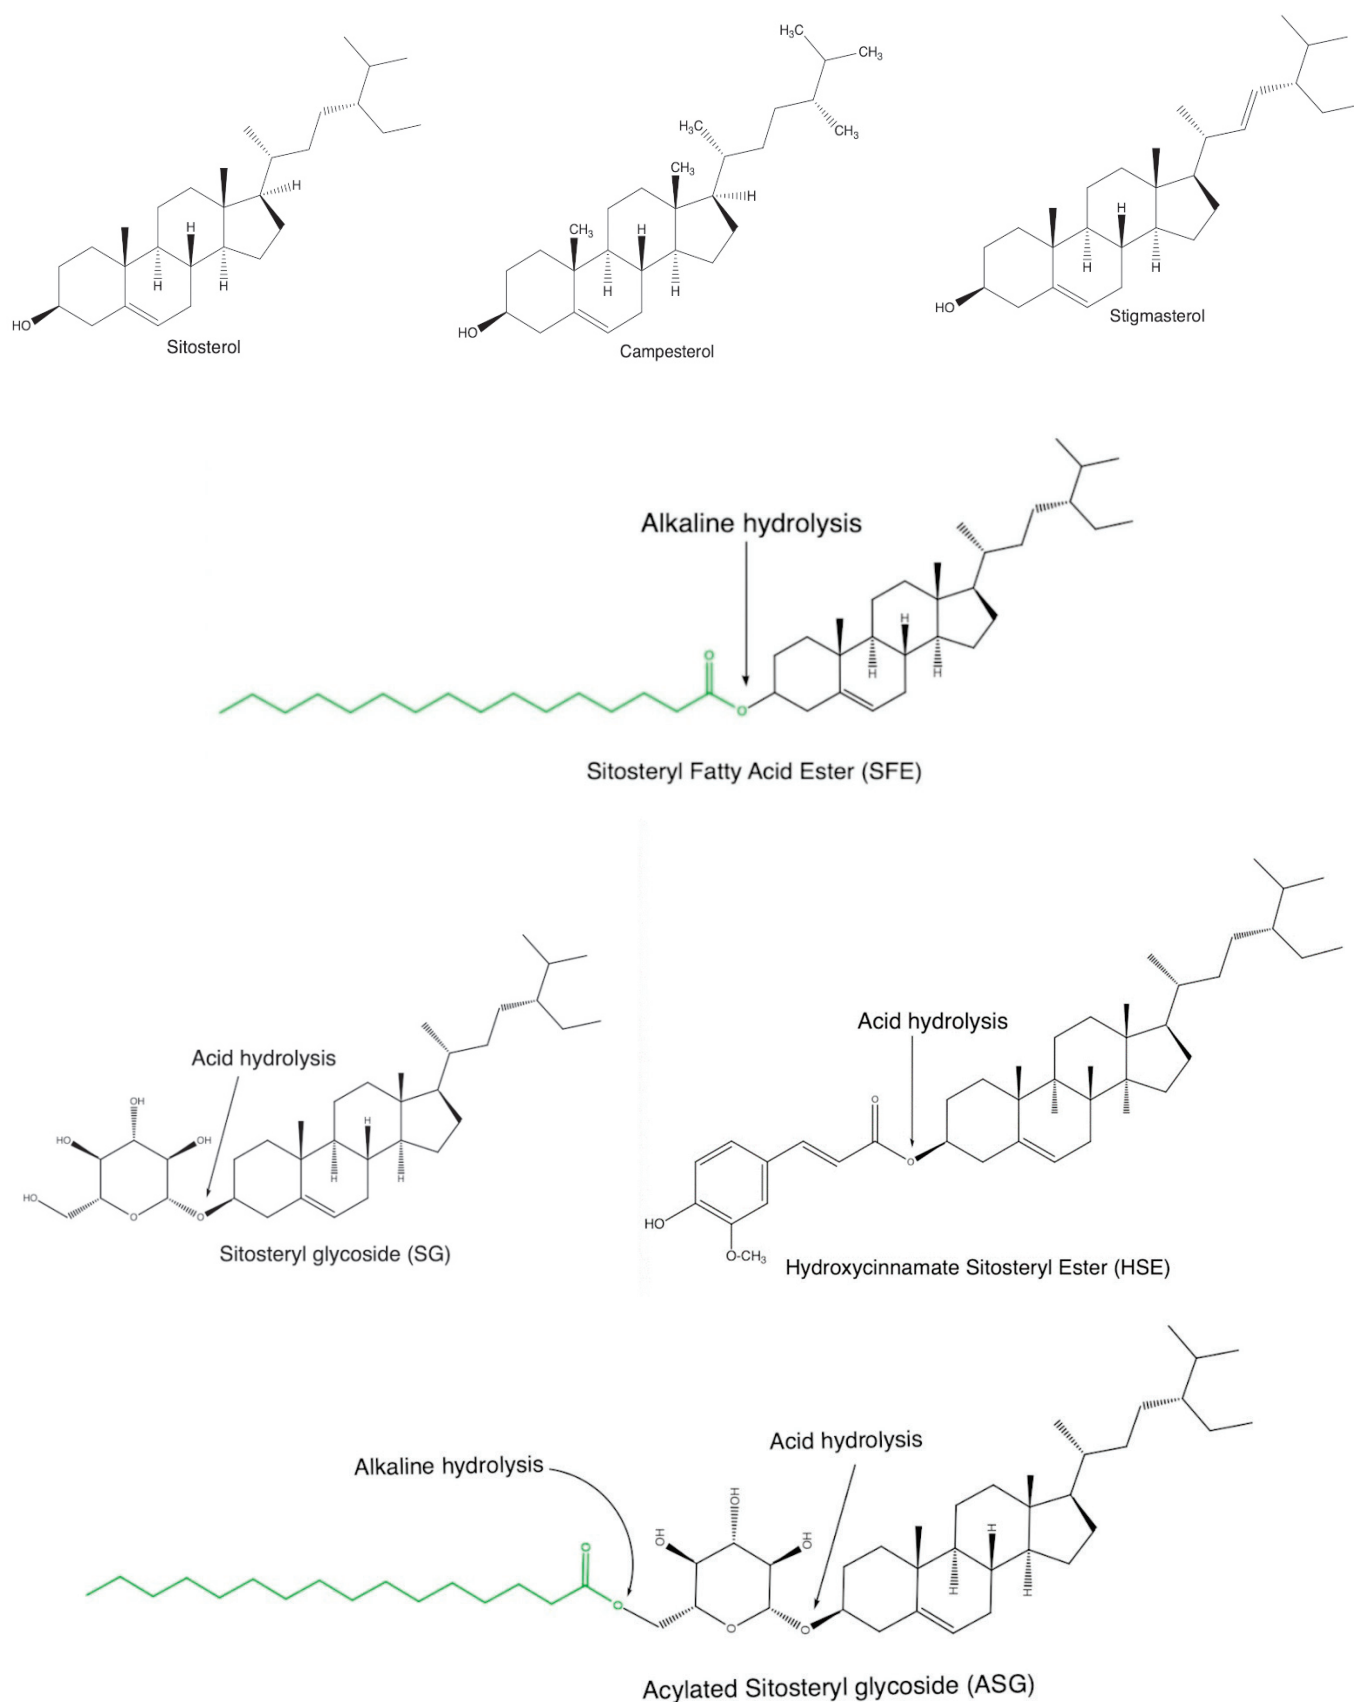 H
H
H
H
HO
Sitosterol
H₃C
CH₃
H₃C
CH₃
CH₃
H
CH₃
H
H
H
HO
Campesterol
H
H
H
HO
Stigmasterol
Alkaline hydrolysis
O
O
H
H
H
Sitosteryl Fatty Acid Ester (SFE)
Acid hydrolysis
OH
HO
OH
HO
O
O
H
H
H
Sitosteryl glycoside (SG)
Acid hydrolysis
O
O
HO
O-CH₃
Hydroxycinnamate Sitosteryl Ester (HSE)
Acid hydrolysis
Alkaline hydrolysis
HO
HO
HO
O
O
O
O
H
H
H
Acylated Sitosteryl glycoside (ASG)